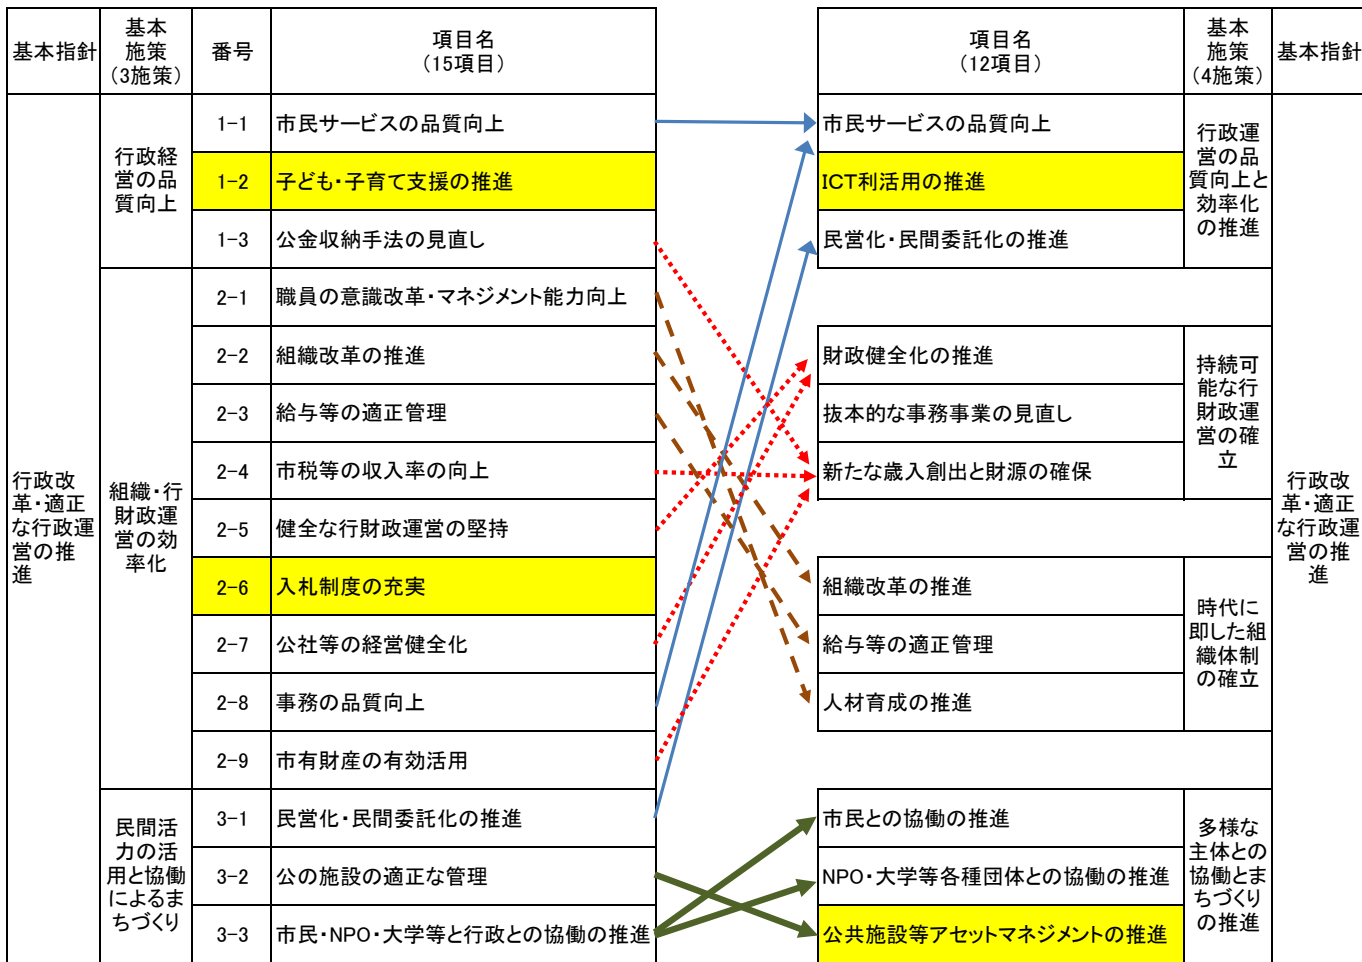 基本指針
基本
施策
（3施策）
番号
項目名
（15項目）
項目名
（12項目）
基本
施策
（4施策）
基本指針
行政改
革・適正
な行政運
営の推
進
行政経
営の品
質向上
1-1
市民サービスの品質向上
1-2
子ども・子育て支援の推進
1-3
公金収納手法の見直し
組織・行
財政運
営の効
率化
2-1
職員の意識改革・マネジメント能力向上
2-2
組織改革の推進
2-3
給与等の適正管理
2-4
市税等の収入率の向上
2-5
健全な行財政運営の堅持
2-6
入札制度の充実
2-7
公社等の経営健全化
2-8
事務の品質向上
2-9
市有財産の有効活用
民間活
力の活
用と協働
によるま
ちづくり
3-1
民営化・民間委託化の推進
3-2
公の施設の適正な管理
3-3
市民・NPO・大学等と行政との協働の推進
市民サービスの品質向上
ICT利活用の推進
民営化・民間委託化の推進
行政運
営の品
質向上と
効率化
の推進
財政健全化の推進
抜本的な事務事業の見直し
新たな歳入創出と財源の確保
持続可
能な行
財政運
営の確
立
組織改革の推進
給与等の適正管理
人材育成の推進
時代に
即した組
織体制
の確立
市民との協働の推進
NPO・大学等各種団体との協働の推進
公共施設等アセットマネジメントの推進
多様な
主体との
協働とま
ちづくり
の推進
行政改
革・適正
な行政運
営の推
進